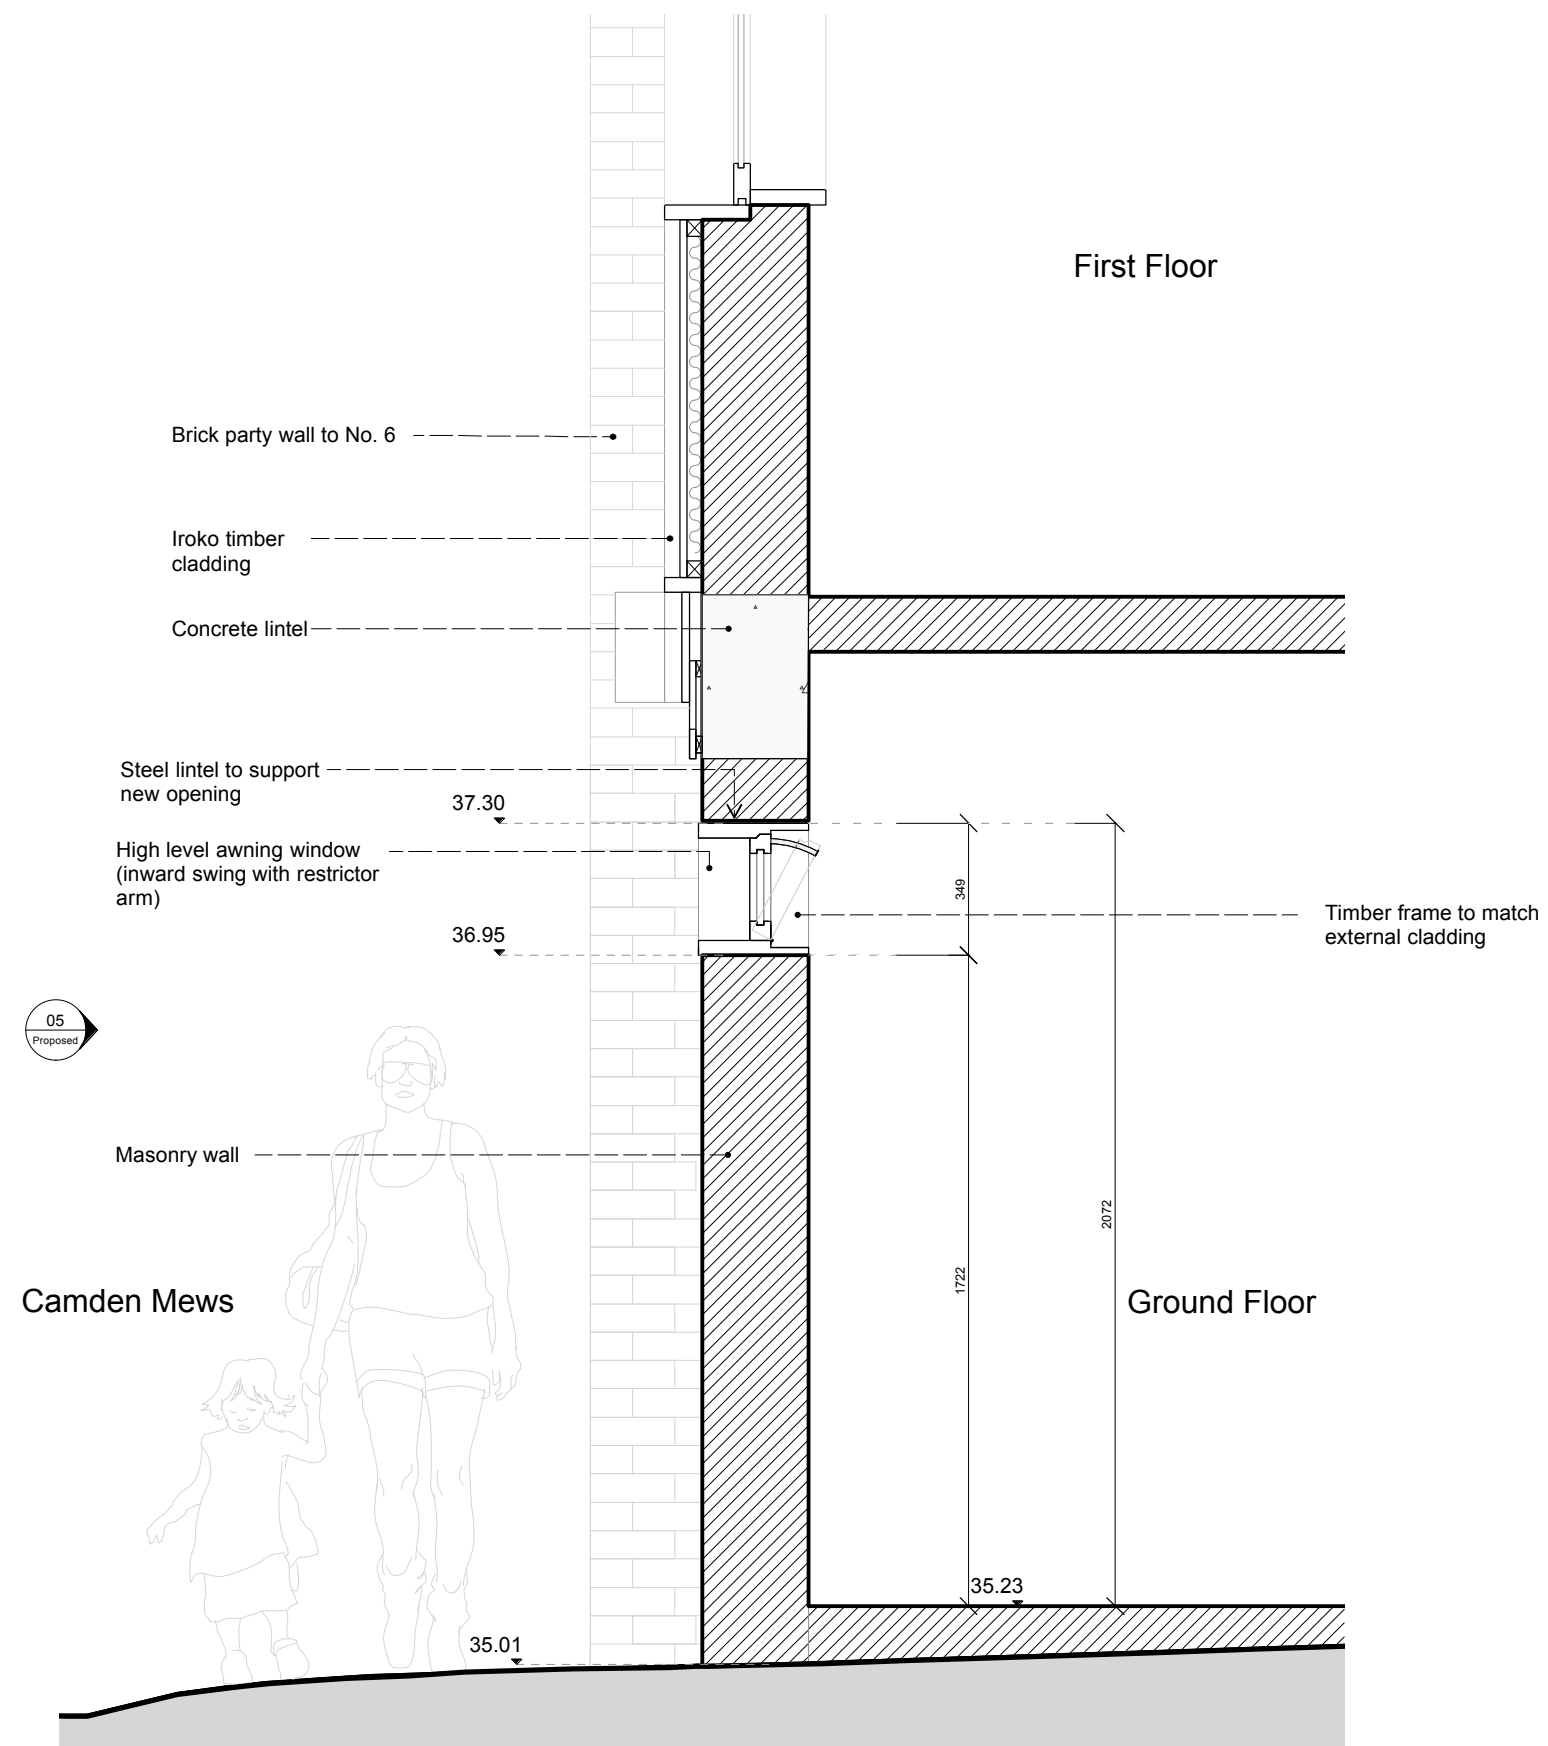 First Floor
Brick party wall to No. 6
Iroko timber
cladding
Concrete lintel
Steel lintel to support
new opening
37.30
High level awning window
(inward swing with restrictor
arm)
349
Timber frame to match
external cladding
36.95
05
Proposed
Masonry wall
2072
1722
Camden Mews
Ground Floor
35.23
35.01